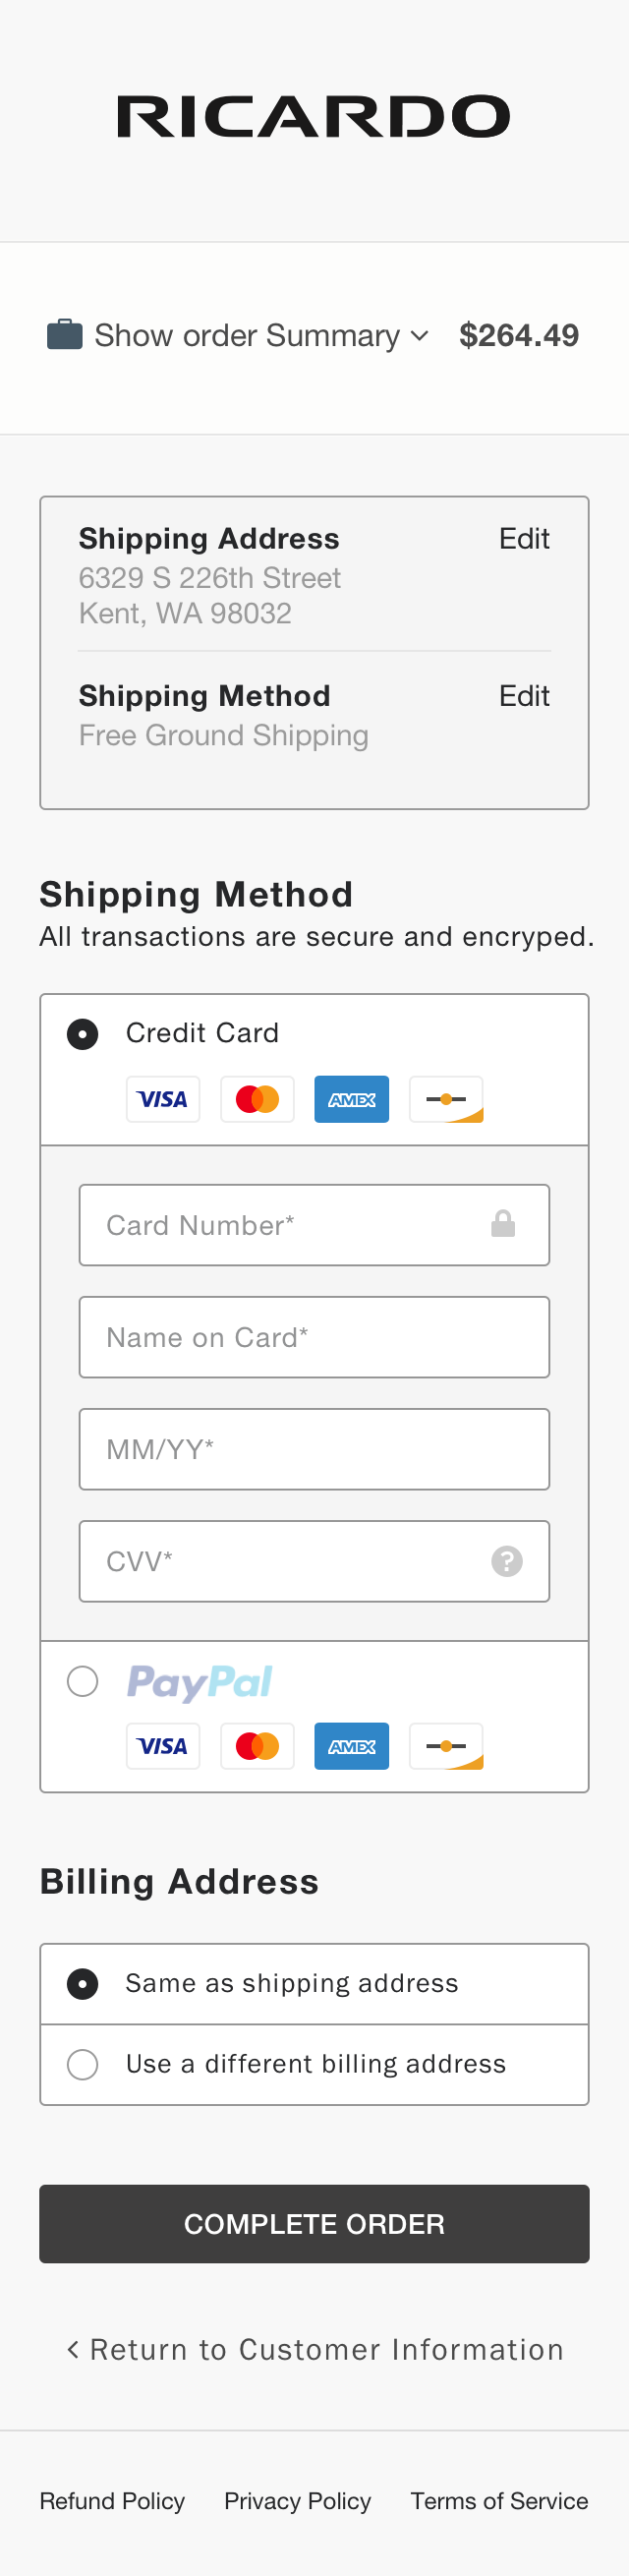 RICARDO
Show order Summary $264.49
Shipping Address Edit
6329 S 226th Street
Kent, WA 98032
Shipping Method Edit
Free Ground Shipping
Shipping Method
All transactions are secure and encryped.
Credit Card
VISA AMEX
Card Number*
Name on Card*
MM/YY*
CVV* ?
PayPal
VISA AMEX
Billing Address
Same as shipping address
Use a different billing address
COMPLETE ORDER
< Return to Customer Information
Refund Policy Privacy Policy Terms of Service